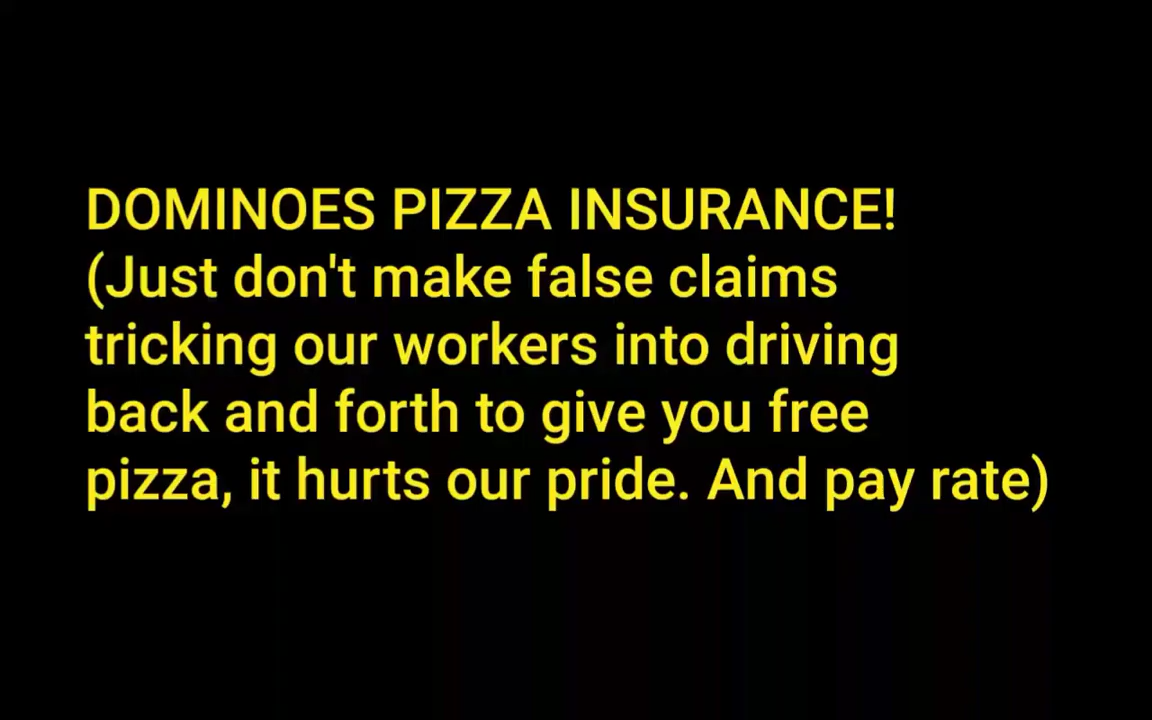 DOMINOES PIZZA INSURANCE!
(Just don't make false claims
tricking our workers into driving
back and forth to give you free
pizza, it hurts our pride. And pay rate)